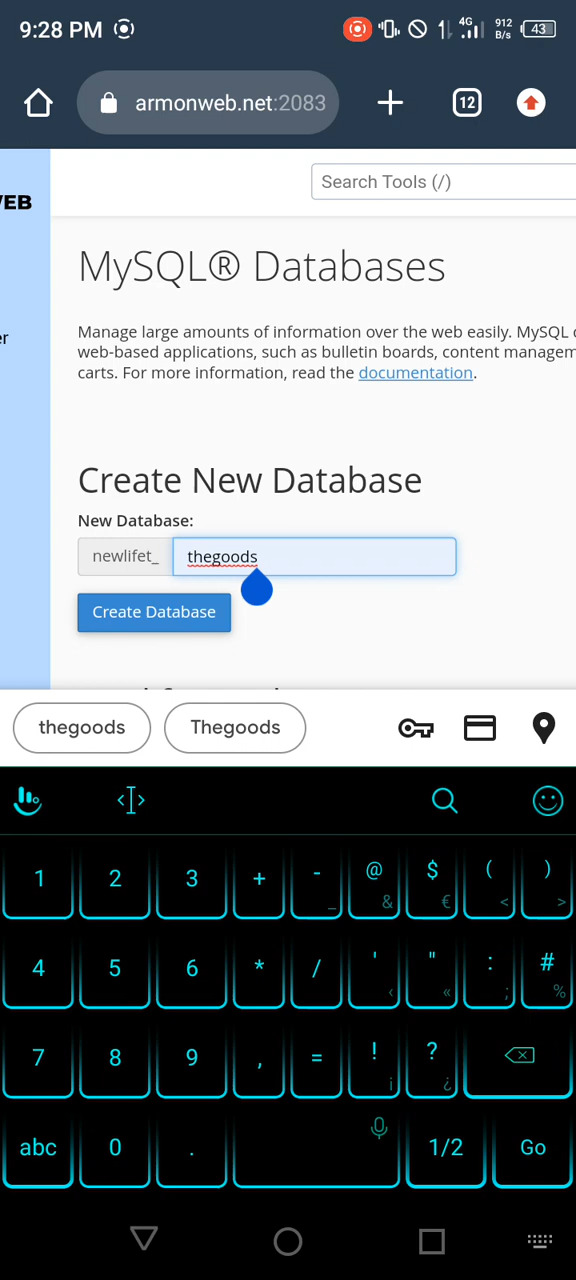 9:28 PM
4G
912
B/s
43
armonweb.net:2083
12
/EB
Search Tools (/)
MySQL® Databases
er
Manage large amounts of information over the web easily. MySQL
web-based applications, such as bulletin boards, content managem
carts. For more information, read the documentation.
Create New Database
New Database:
newlifet_ thegoods
Create Database
thegoods Thegoods
1 2 3 + - _ @ & $ € ( < ) >
4 5 6 * / ' ‹ " « : ; # %
7 8 9 , = ! ¡ ? ¿
abc 0 . 1/2 Go